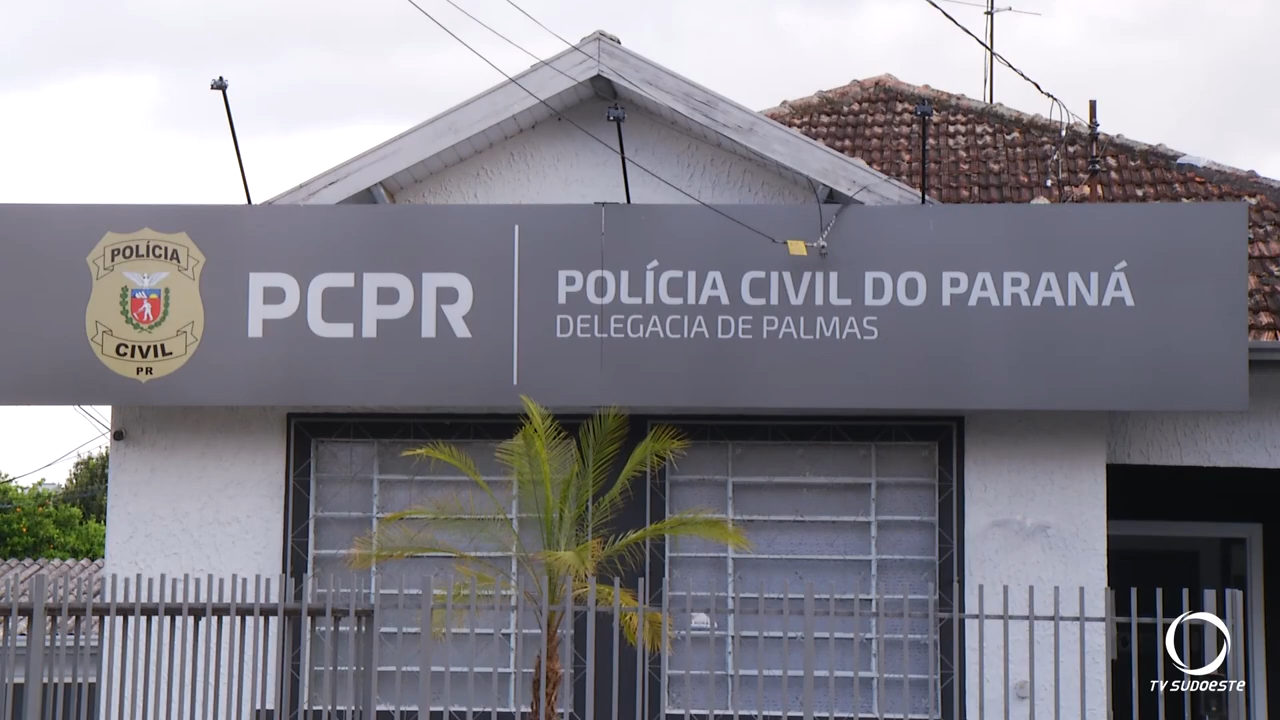 POLÍCIA
CIVIL
PR
PCPR
POLÍCIA CIVIL DO PARANÁ
DELEGACIA DE PALMAS
TV SUDOESTE